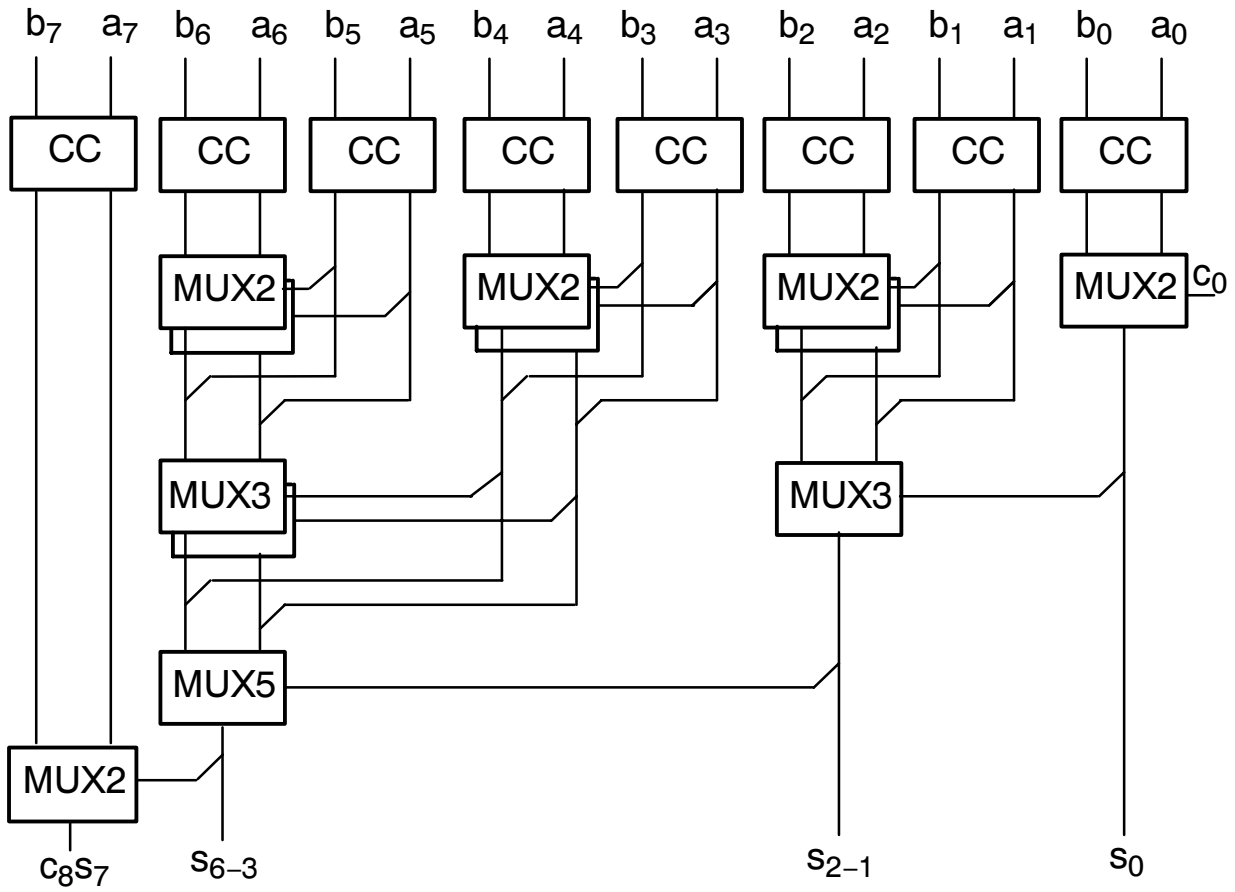 b₇ a₇ b₆ a₆ b₅ a₅ b₄ a₄ b₃ a₃ b₂ a₂ b₁ a₁ b₀ a₀
CC CC CC CC CC CC CC CC
MUX2 MUX2 MUX2 MUX2 c₀
MUX3 MUX3
MUX5
MUX2
c₈s₇ s₆₋₃ s₂₋₁ s₀